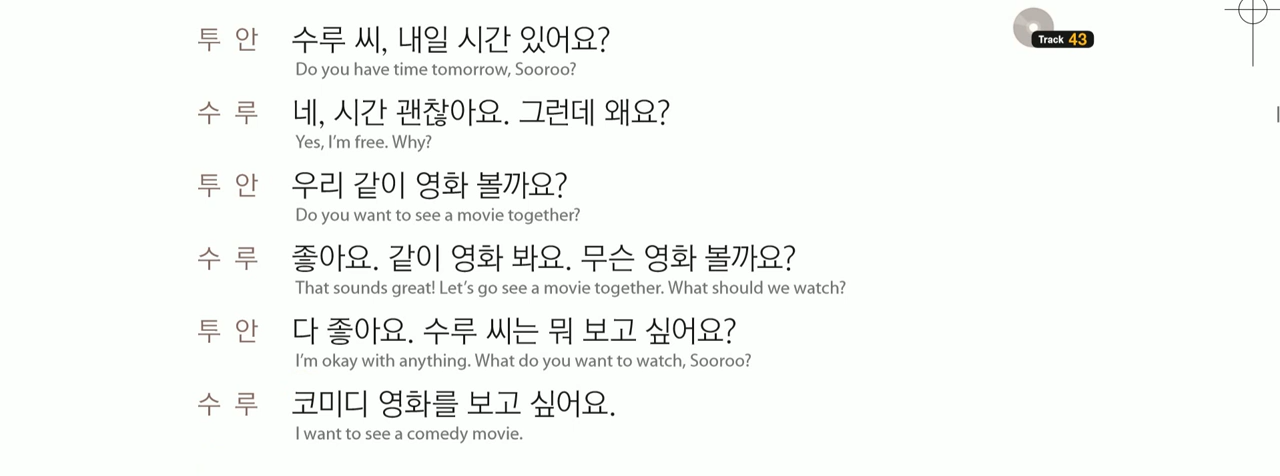 Track 43
투 안 수루 씨, 내일 시간 있어요?
Do you have time tomorrow, Sooroo?
수 루 네, 시간 괜찮아요. 그런데 왜요?
Yes, I'm free. Why?
투 안 우리 같이 영화 볼까요?
Do you want to see a movie together?
수 루 좋아요. 같이 영화 봐요. 무슨 영화 볼까요?
That sounds great! Let's go see a movie together. What should we watch?
투 안 다 좋아요. 수루 씨는 뭐 보고 싶어요?
I'm okay with anything. What do you want to watch, Sooroo?
수 루 코미디 영화를 보고 싶어요.
I want to see a comedy movie.